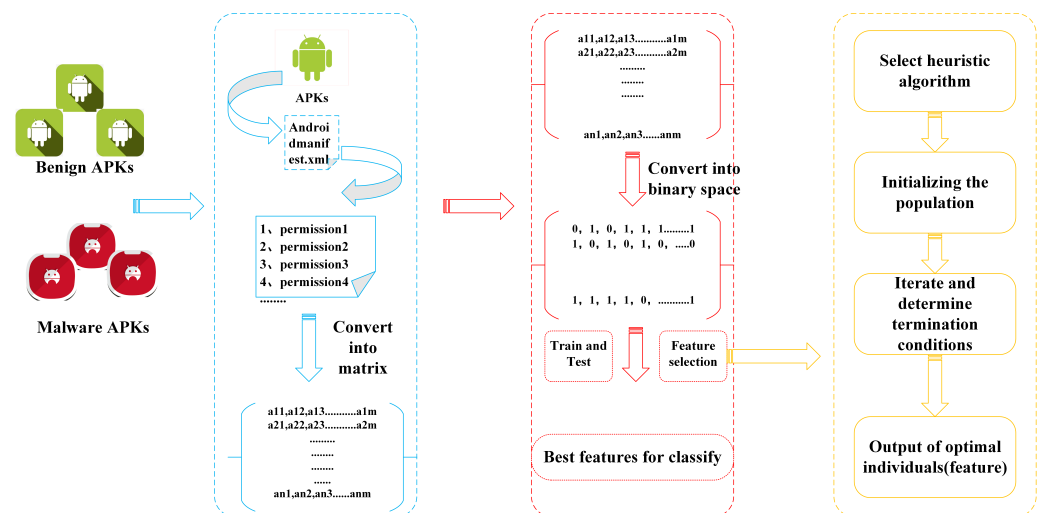 Benign APKs
Malware APKs
APKs
Androi
dmanif
est.xml
1、permission1
2、permission2
3、permission3
4、permission4
........
Convert
into
matrix
a11,a12,a13...........a1m
a21,a22,a23...........a2m
.........
........
........
......
an1,an2,an3......anm
a11,a12,a13...........a1m
a21,a22,a23...........a2m
.........
........
........
an1,an2,an3......anm
Convert into
binary space
0, 1, 0, 1, 1, 1.........1
1, 0, 1, 0, 1, 0, .....0
1, 1, 1, 1, 0, ..........1
Train and
Test
Feature
selection
Best features for classify
Select heuristic
algorithm
Initializing the
population
Iterate and
determine
termination
conditions
Output of optimal
individuals(feature)